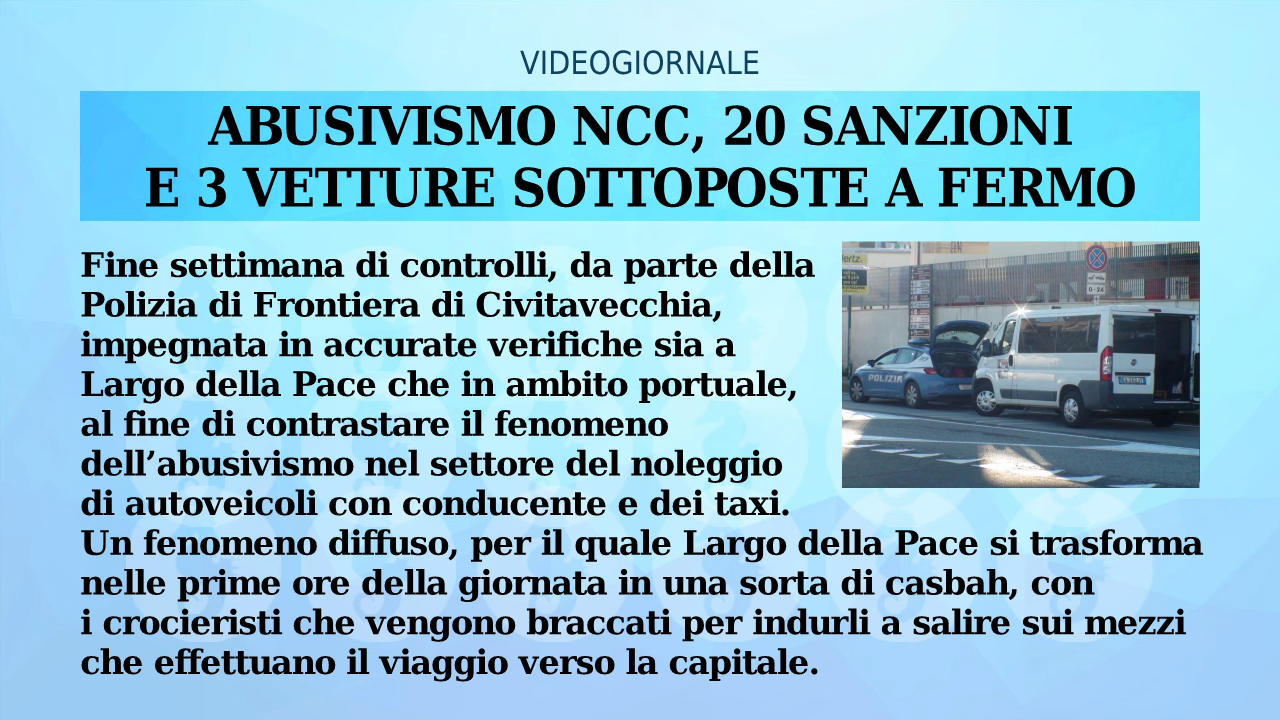 VIDEOGIORNALE
ABUSIVISMO NCC, 20 SANZIONI
E 3 VETTURE SOTTOPOSTE A FERMO
Fine settimana di controlli, da parte della
Polizia di Frontiera di Civitavecchia,
impegnata in accurate verifiche sia a
Largo della Pace che in ambito portuale,
al fine di contrastare il fenomeno
dell’abusivismo nel settore del noleggio
di autoveicoli con conducente e dei taxi.
Un fenomeno diffuso, per il quale Largo della Pace si trasforma
nelle prime ore della giornata in una sorta di casbah, con
i crocieristi che vengono braccati per indurli a salire sui mezzi
che effettuano il viaggio verso la capitale.
Hertz
0-24
POLIZIA